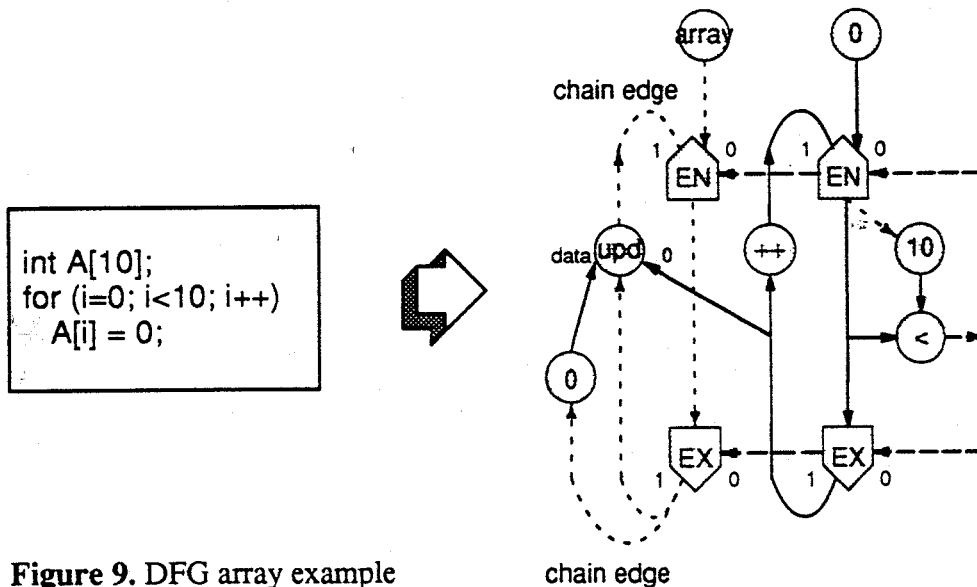 array
0
chain edge
1
0
1
0
EN
EN
int A[10];
for (i=0; i<10; i++)
A[i] = 0;
data
upd
0
++
10
<
0
EX
EX
1
0
1
0
Figure 9. DFG array example
chain edge